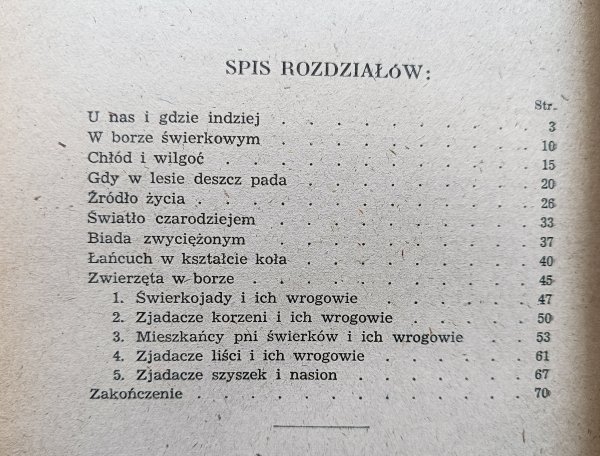 SPIS ROZDZIAŁÓW:
Str.
U nas i gdzie indziej . . . . . . . . . 3
W borze świerkowym . . . . . . . . . 10
Chłód i wilgoć . . . . . . . . . . . 15
Gdy w lesie deszcz pada . . . . . . . . 20
Źródło życia . . . . . . . . . . . . 26
Światło czarodziejem . . . . . . . . . 33
Biada zwyciężonym . . . . . . . . . 37
Łańcuch w kształcie koła . . . . . . . . 40
Zwierzęta w borze . . . . . . . . . . 45
1. Świerkojady i ich wrogowie . . . . . . 47
2. Zjadacze korzeni i ich wrogowie . . . . . 50
3. Mieszkańcy pni świerków i ich wrogowie . . . 53
4. Zjadacze liści i ich wrogowie . . . . . . 61
5. Zjadacze szyszek i nasion . . . . . . . 67
Zakończenie . . . . . . . . . . . . 70